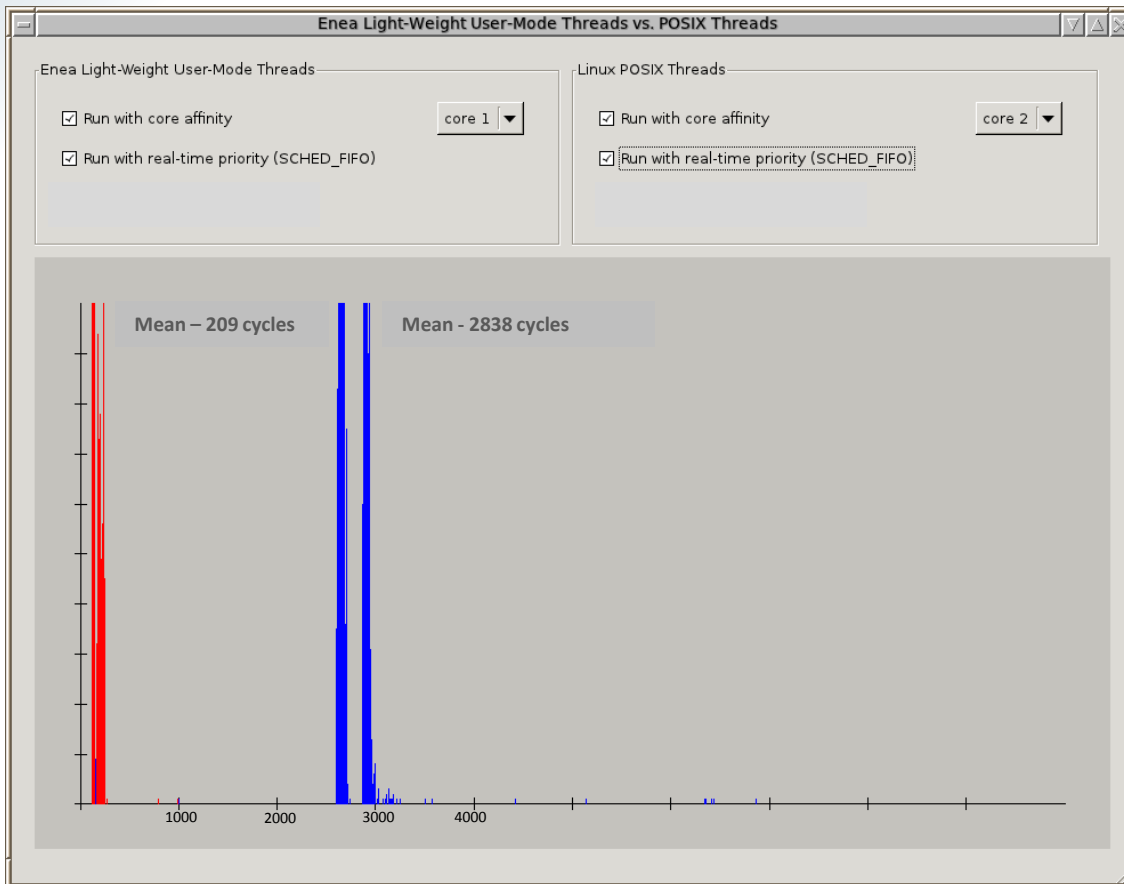 Enea Light-Weight User-Mode Threads vs. POSIX Threads
Enea Light-Weight User-Mode Threads
Run with core affinity
core 1
Run with real-time priority (SCHED_FIFO)
Linux POSIX Threads
Run with core affinity
core 2
Run with real-time priority (SCHED_FIFO)
Mean – 209 cycles
Mean - 2838 cycles
1000 2000 3000 4000